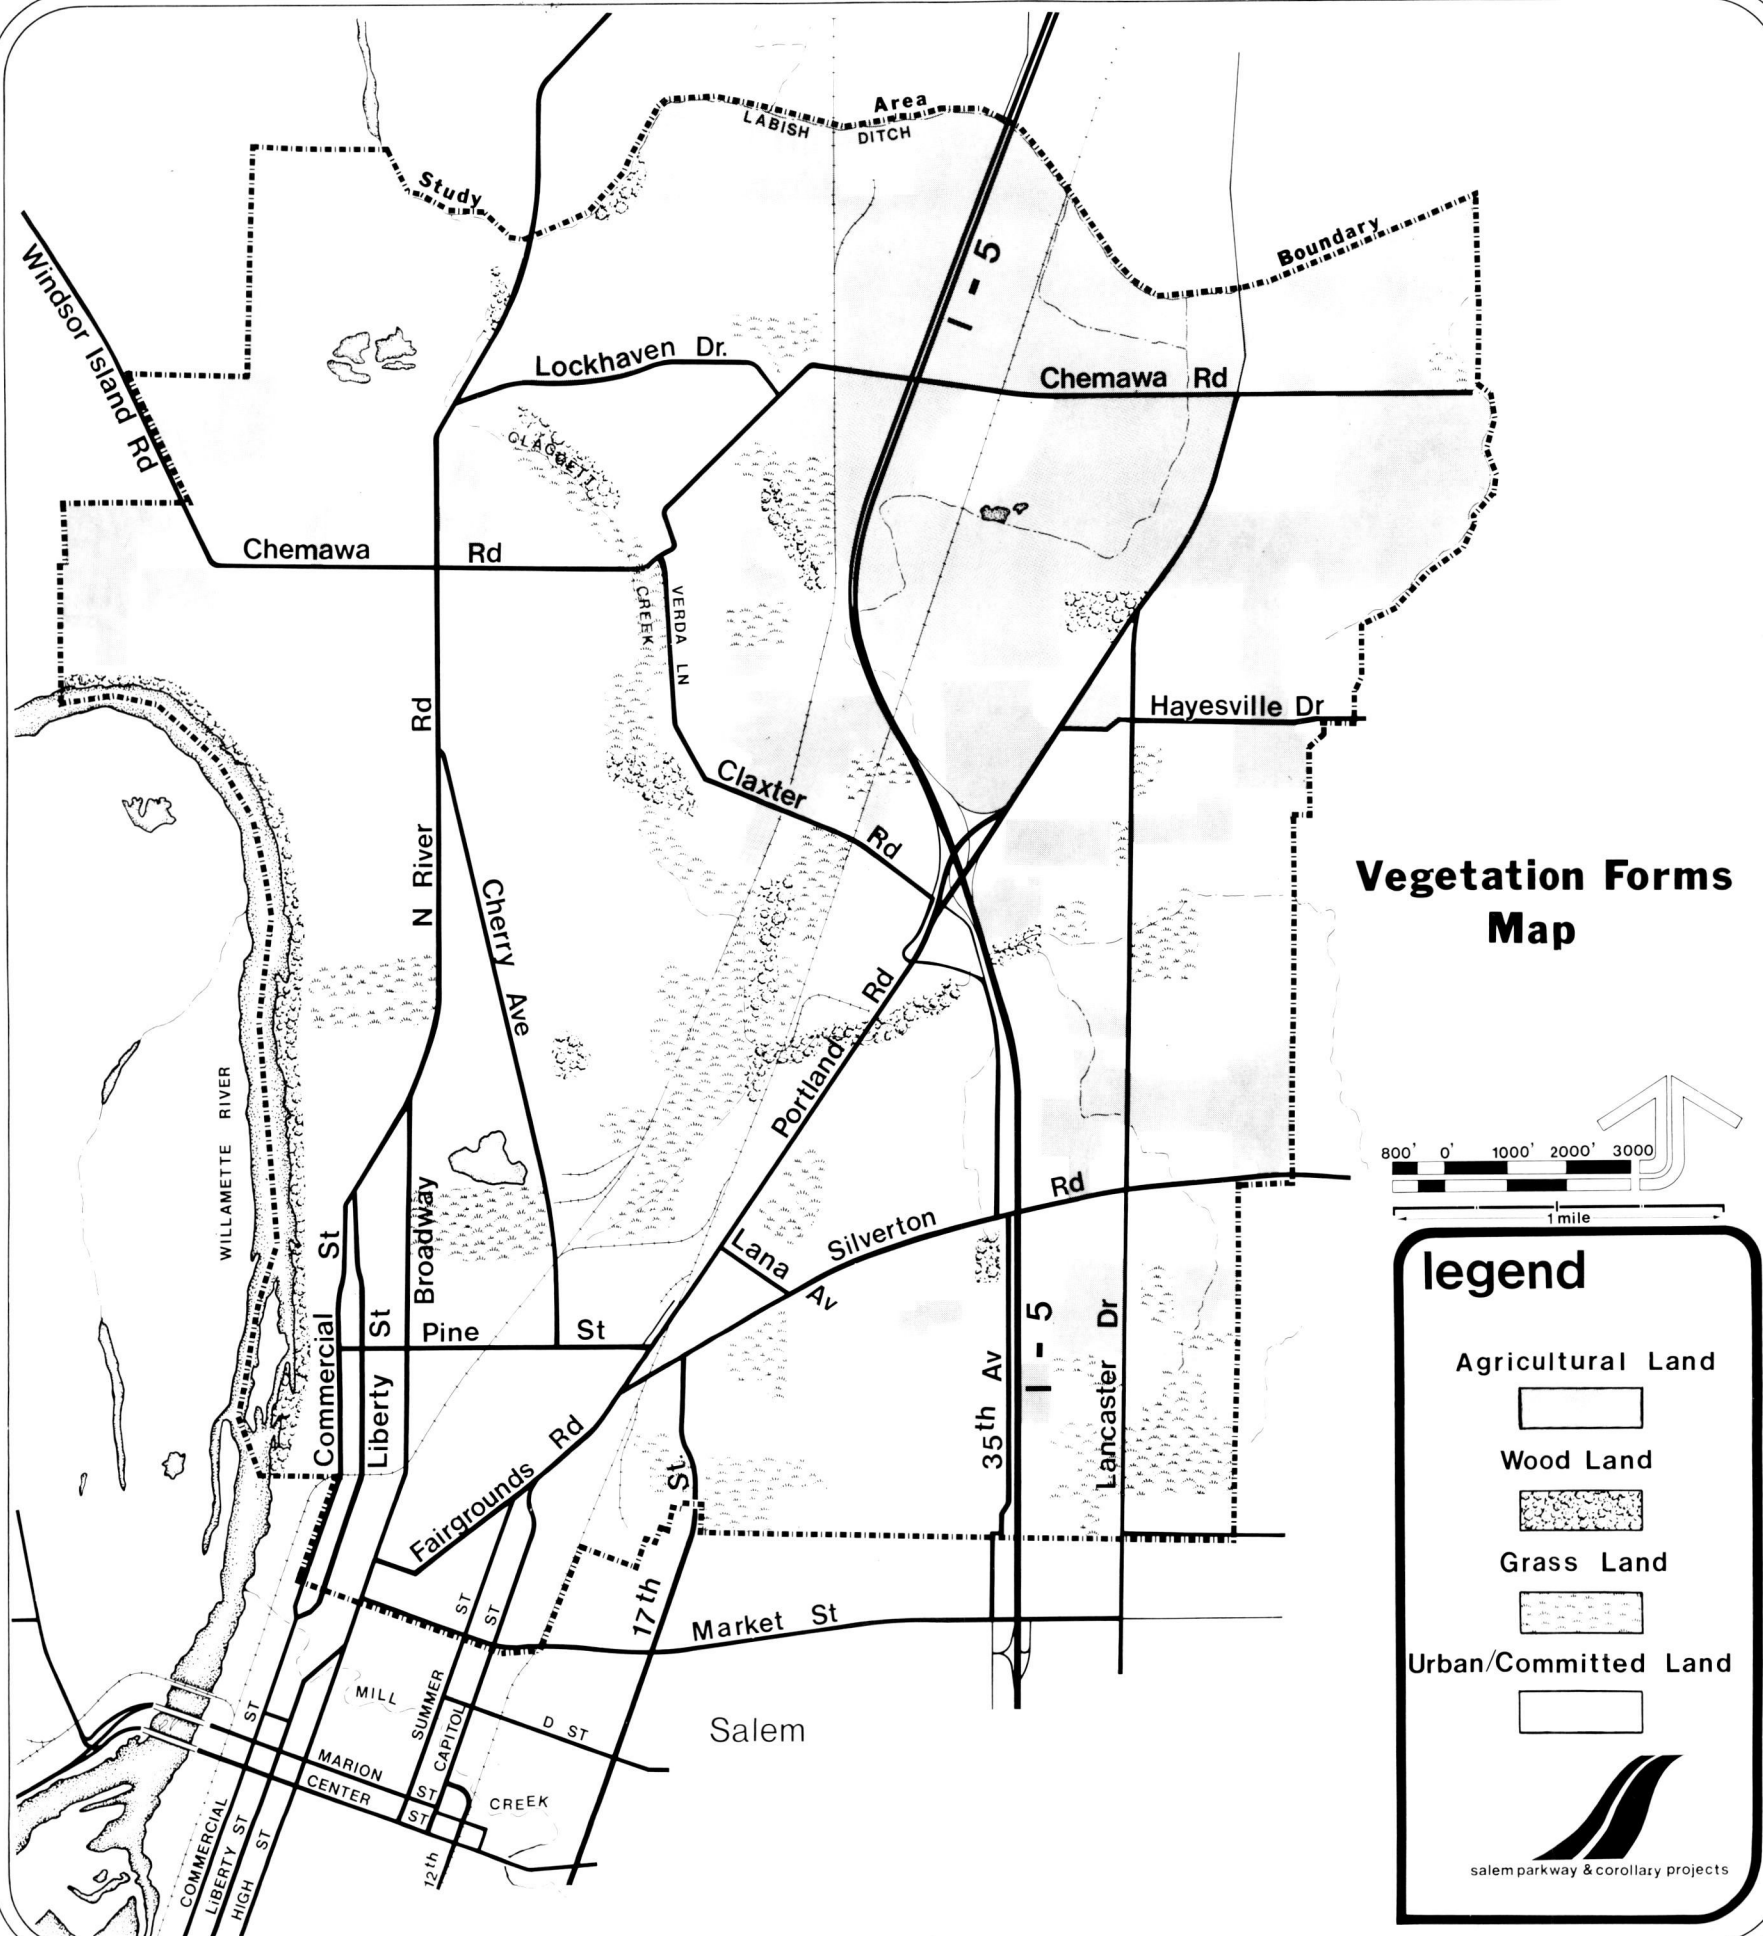 Area
LABISH DITCH
Study
Boundary
Windsor Island Rd
I-5
Lockhaven Dr.
Chemawa Rd
CLAGGETT
Chemawa Rd
CREEK
VERDA LN
N River Rd
Hayesville Dr
Claxter Rd
Vegetation Forms
Map
Cherry Ave
Portland Rd
WILLAMETTE RIVER
800' 0' 1000' 2000' 3000
1 mile
Silverton Rd
Lana Av
Broadway
Commercial St
Liberty St
Pine St
35th Av
I-5
Lancaster Dr
Fairgrounds Rd
17th St.
ST
ST
Market St
MILL
SUMMER
CAPITOL
D ST
Salem
ST
MARION ST
CENTER ST
CREEK
COMMERCIAL
LIBERTY ST
HIGH ST
12th
legend
Agricultural Land
Wood Land
Grass Land
Urban/Committed Land
salem parkway & corollary projects